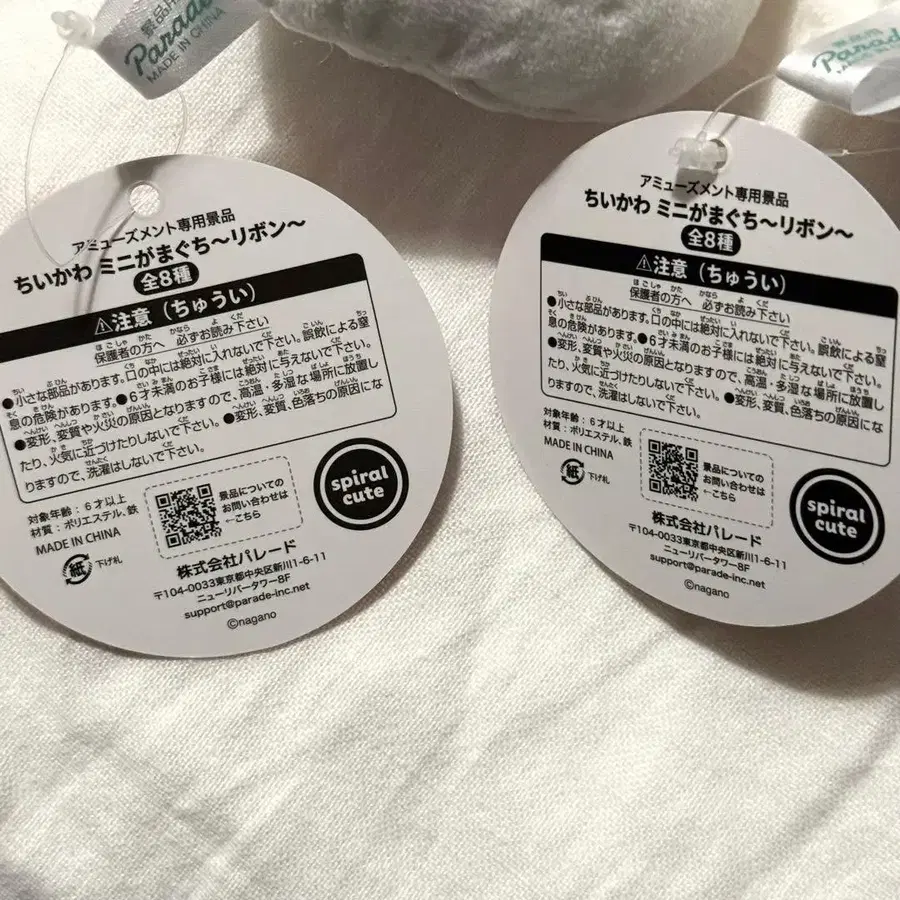 景品用
Parade
MADE IN CHINA
アミューズメント専用景品
ちいかわ ミニがまぐち〜リボン〜
全8種
⚠注意（ちゅうい）
保護者の方へ 必ずお読み下さい
●小さな部品があります。口の中には絶対に入れないで下さい。誤飲による窒
息の危険があります。●6才未満のお子様には絶対に与えないで下さい。
●変形、変質や火災の原因となりますので、高温・多湿な場所に放置し
たり、火気に近づけたりしないで下さい。●変形、変質、色落ちの原因にな
りますので、洗濯はしないで下さい。
対象年齢：6才以上
材質：ポリエステル、鉄
MADE IN CHINA
紙 下げ札
景品についての
お問い合わせは
←こちら
spiral
cute
株式会社パレード
〒104-0033東京都中央区新川1-6-11
ニューリバータワー8F
support@parade-inc.net
©nagano
アミューズメント専用景品
ちいかわ ミニがまぐち〜リボン〜
全8種
⚠注意（ちゅうい）
保護者の方へ 必ずお読み下さい
●小さな部品があります。口の中には絶対に入れないで下さい。誤飲による窒
息の危険があります。●6才未満のお子様には絶対に与えないで下さい。
●変形、変質や火災の原因となりますので、高温・多湿な場所に放置し
たり、火気に近づけたりしないで下さい。●変形、変質、色落ちの原因にな
りますので、洗濯はしないで下さい。
対象年齢：6才以上
材質：ポリエステル、鉄
MADE IN CHINA
紙 下げ札
景品についての
お問い合わせは
←こちら
spiral
cute
株式会社パレード
〒104-0033東京都中央区新川1-6-11
ニューリバータワー8F
support@parade-inc.net
©nagano